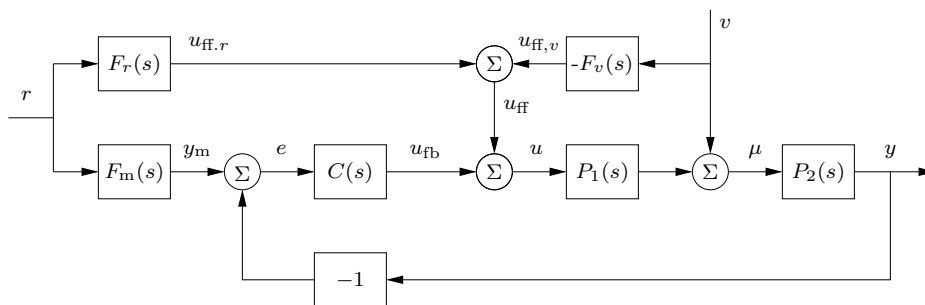 u_ff.r
u_ff,v
v
F_r(s)
Σ
-F_v(s)
r
u_ff
y_m
e
u_fb
u
μ
y
F_m(s)
Σ
C(s)
Σ
P_1(s)
Σ
P_2(s)
−1